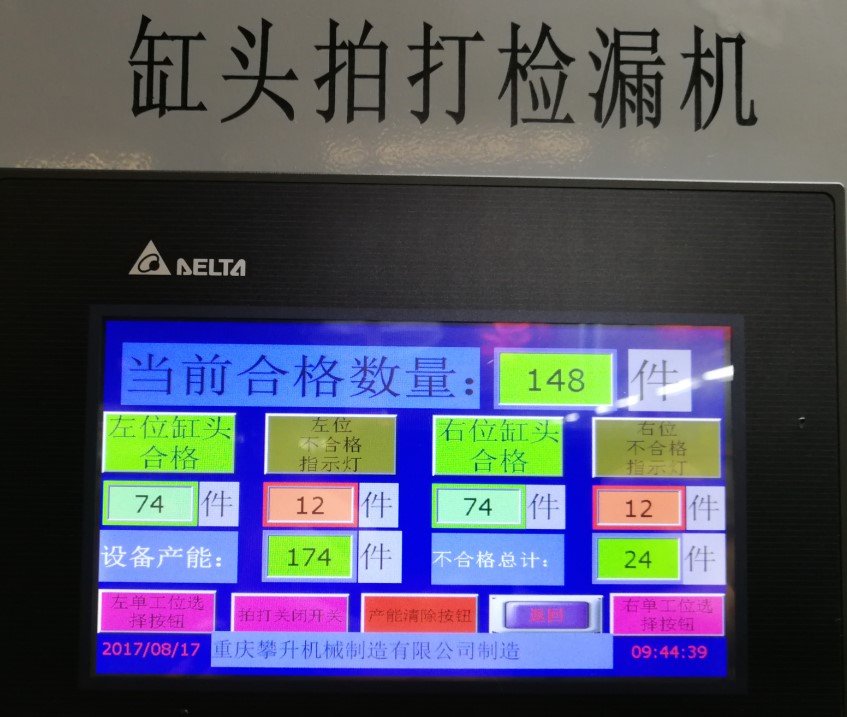 缸头拍打检漏机
DELTA
当前合格数量： 148 件
左位缸头
合格
左位
不合格
指示灯
右位缸头
合格
右位
不合格
指示灯
74 件 12 件 74 件 12 件
设备产能： 174 件 不合格总计： 24 件
左单工位选
择按钮
拍打关闭开关
产能清除按钮
返回
右单工位选
择按钮
2017/08/17 重庆攀升机械制造有限公司制造 09:44:39